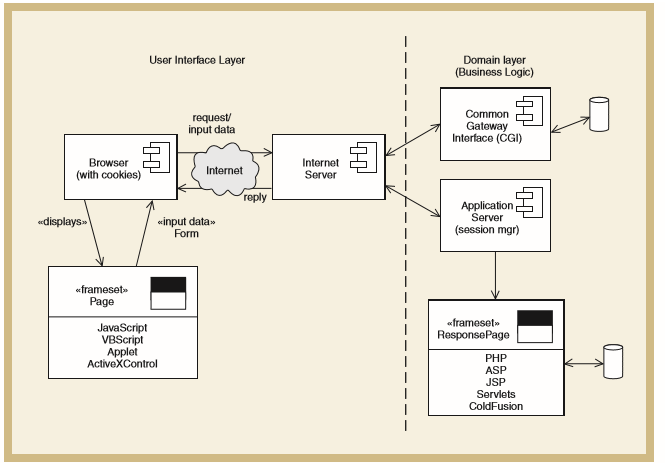 User Interface Layer
Domain layer
(Business Logic)
request/
input data
Common
Gateway
Interface (CGI)
Browser
(with cookies)
Internet
Internet
Server
reply
Application
Server
(session mgr)
«displays»
«input data»
Form
«frameset»
Page
JavaScript
VBScript
Applet
ActiveXControl
«frameset»
ResponsePage
PHP
ASP
JSP
Servlets
ColdFusion